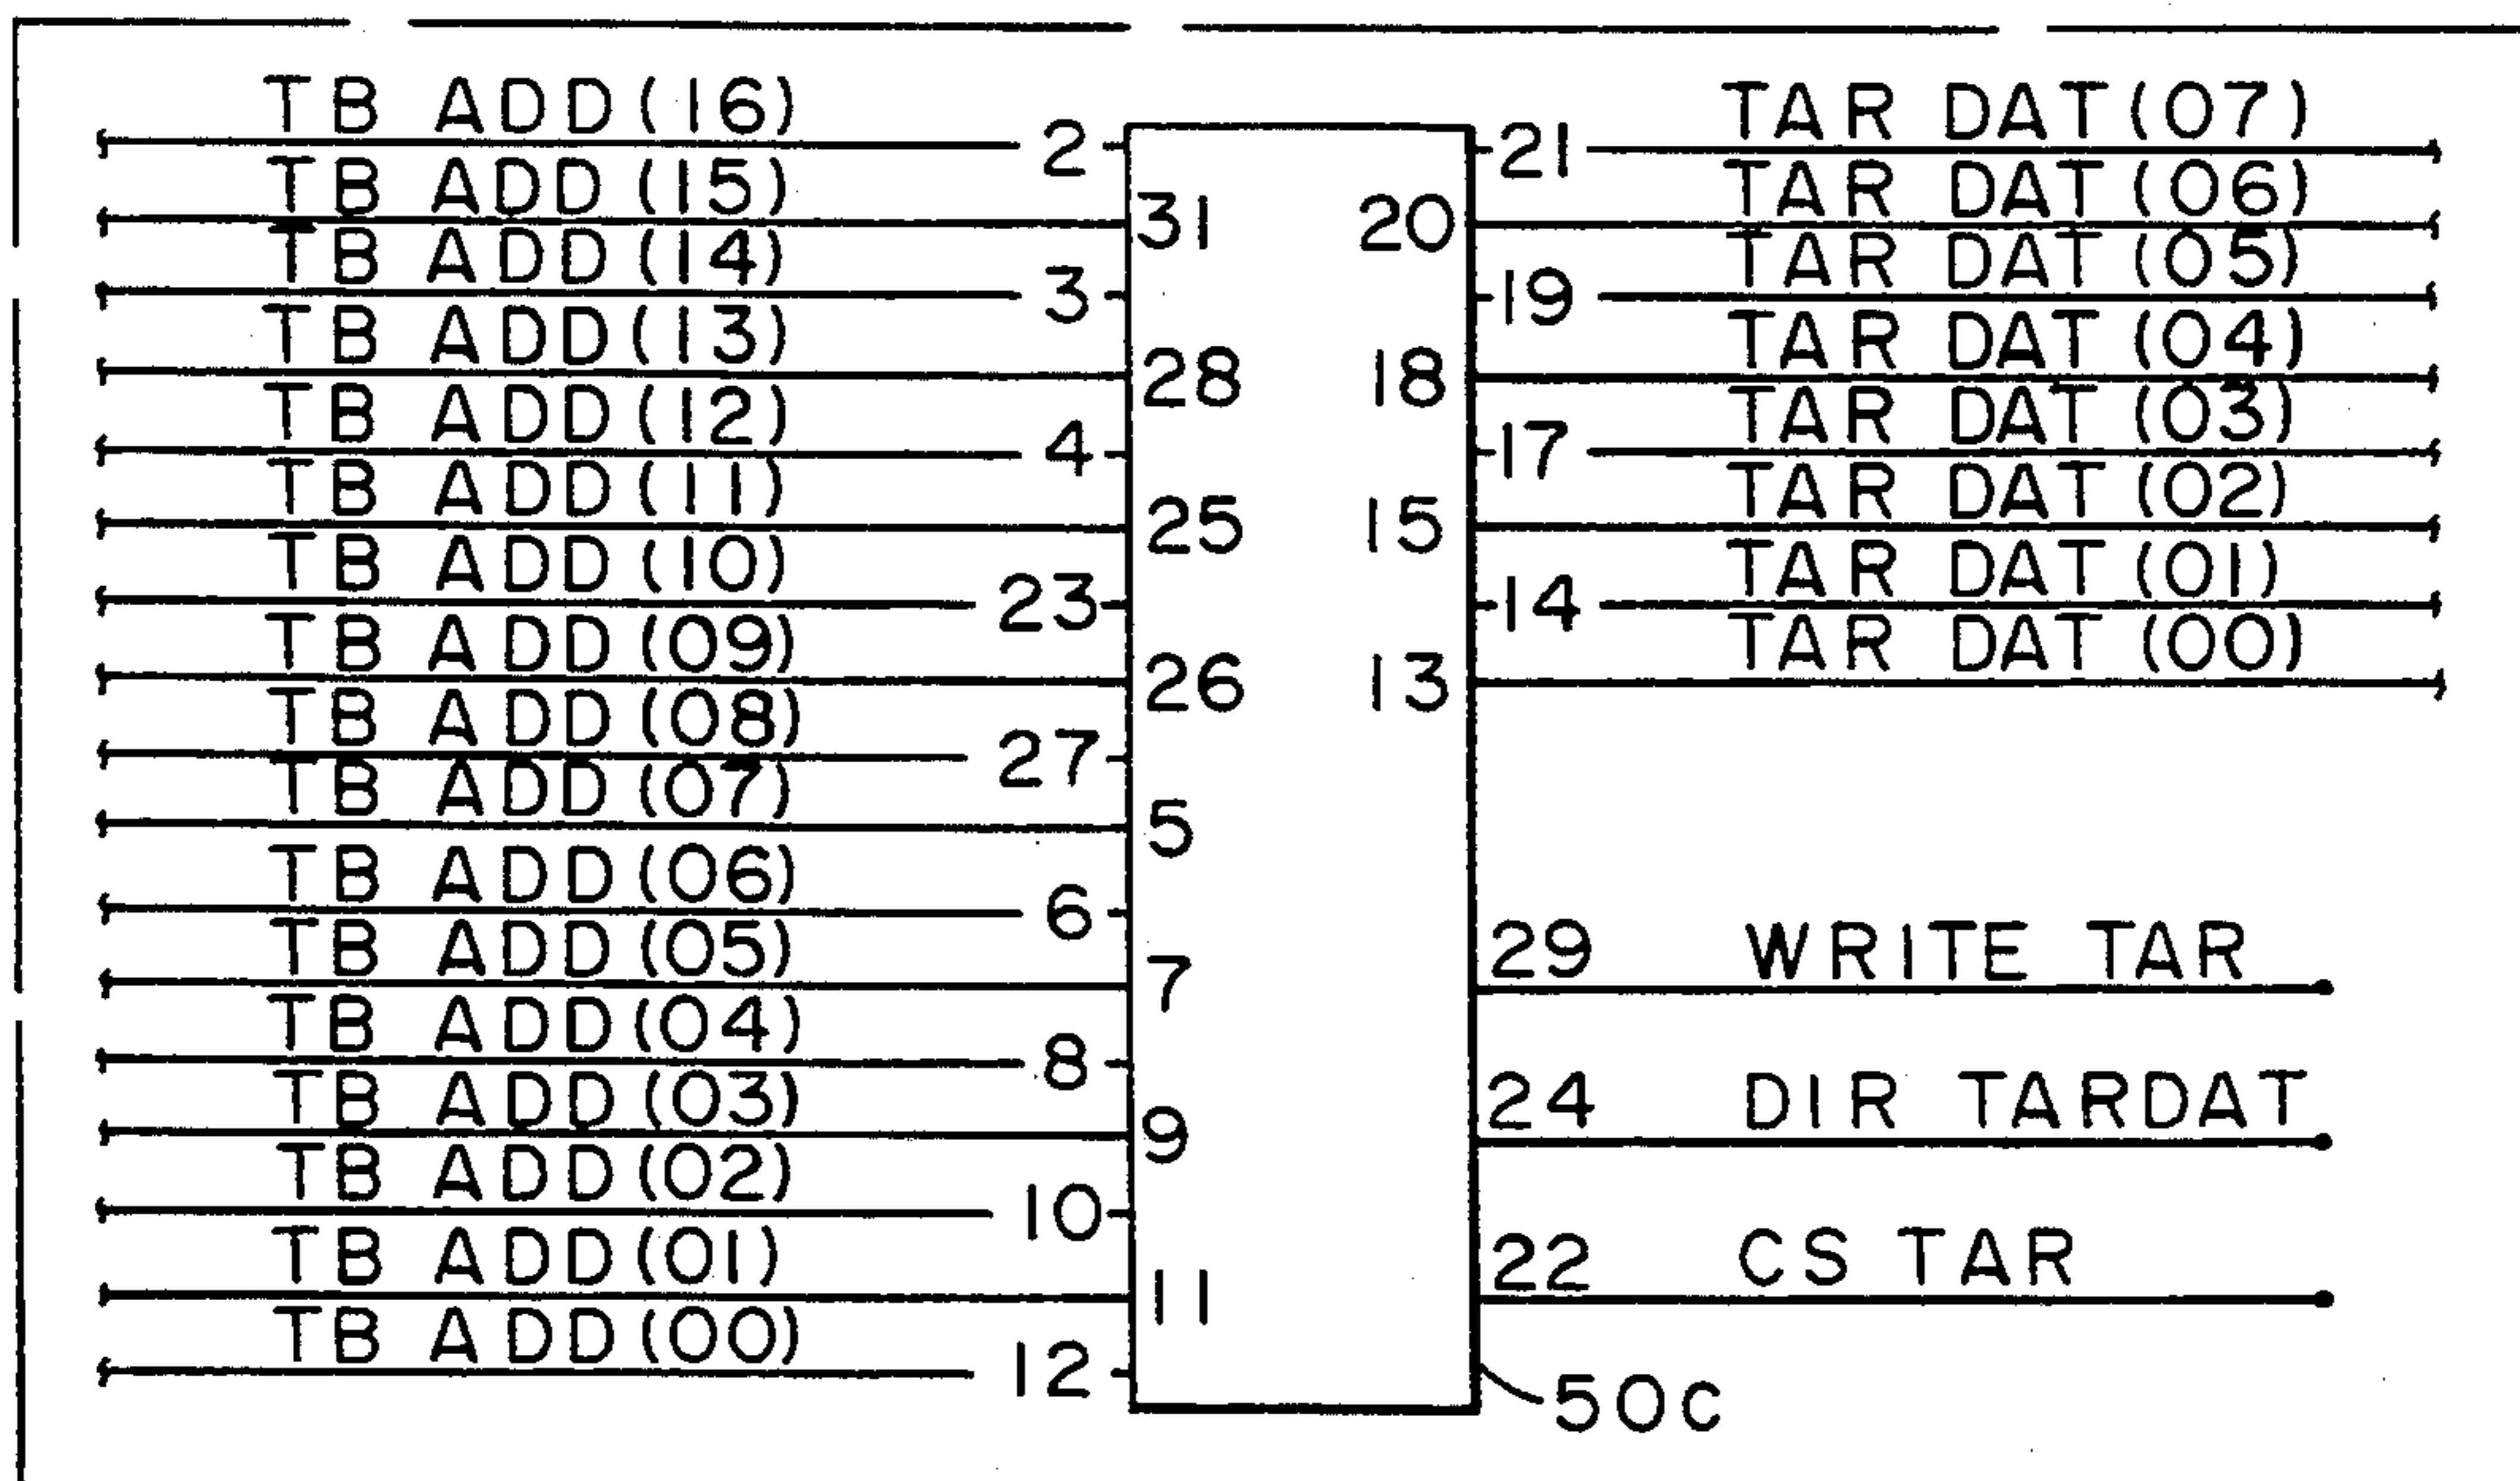 TB ADD(16) 2 21 TAR DAT(07)
TB ADD(15) 31 20 TAR DAT(06)
TB ADD(14) 3 19 TAR DAT(05)
TB ADD(13) 28 18 TAR DAT(04)
TB ADD(12) 4 17 TAR DAT(03)
TB ADD(11) 25 15 TAR DAT(02)
TB ADD(10) 23 14 TAR DAT(01)
TB ADD(09) 26 13 TAR DAT(00)
TB ADD(08) 27
TB ADD(07) 5
TB ADD(06) 6
TB ADD(05) 7 29 WRITE TAR
TB ADD(04) 8
TB ADD(03) 9 24 DIR TARDAT
TB ADD(02) 10
TB ADD(01) 11 22 CS TAR
TB ADD(00) 12
50C